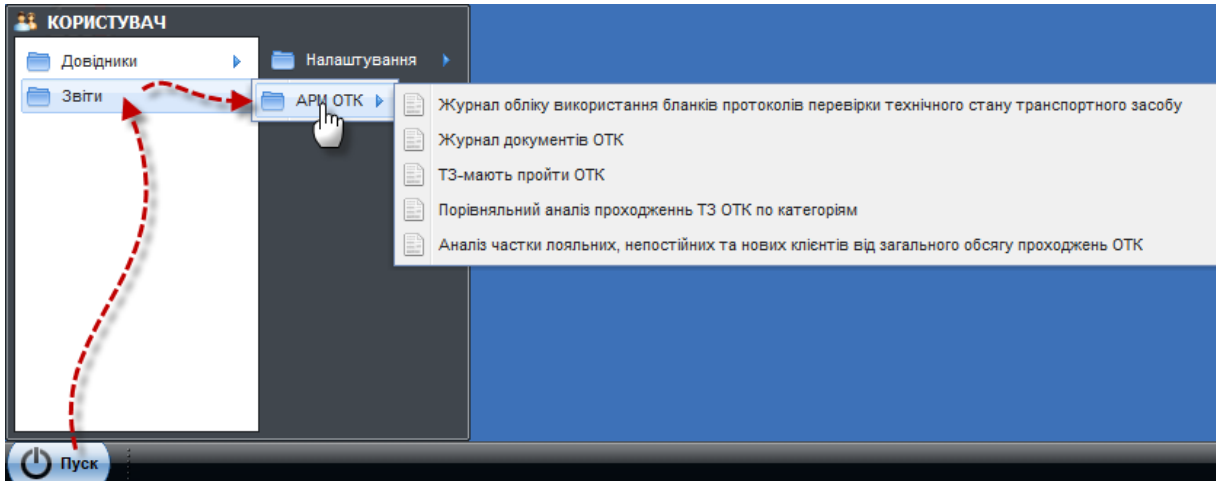 КОРИСТУВАЧ
Довідники
Налаштування
Звіти
АРМ ОТК
Журнал обліку використання бланків протоколів перевірки технічного стану транспортного засобу
Журнал документів ОТК
ТЗ-мають пройти ОТК
Порівняльний аналіз проходженнь ТЗ ОТК по категоріям
Аналіз частки лояльних, непостійних та нових клієнтів від загального обсягу проходжень ОТК
Пуск